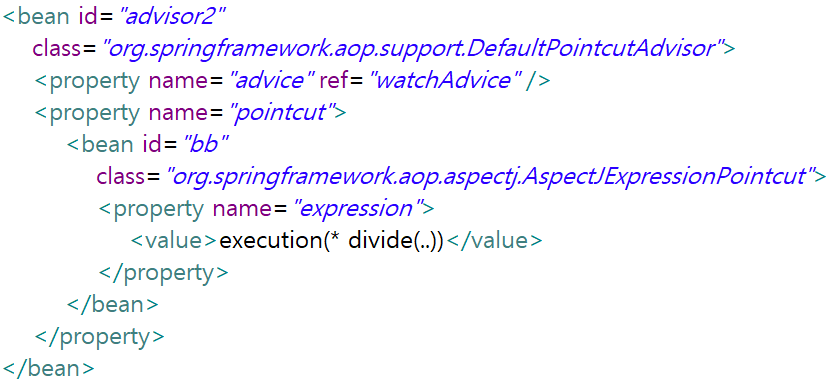 <bean id="advisor2"
class="org.springframework.aop.support.DefaultPointcutAdvisor">
<property name="advice" ref="watchAdvice" />
<property name="pointcut">
<bean id="bb"
class="org.springframework.aop.aspectj.AspectJExpressionPointcut">
<property name="expression">
<value>execution(* divide(..))</value>
</property>
</bean>
</property>
</bean>